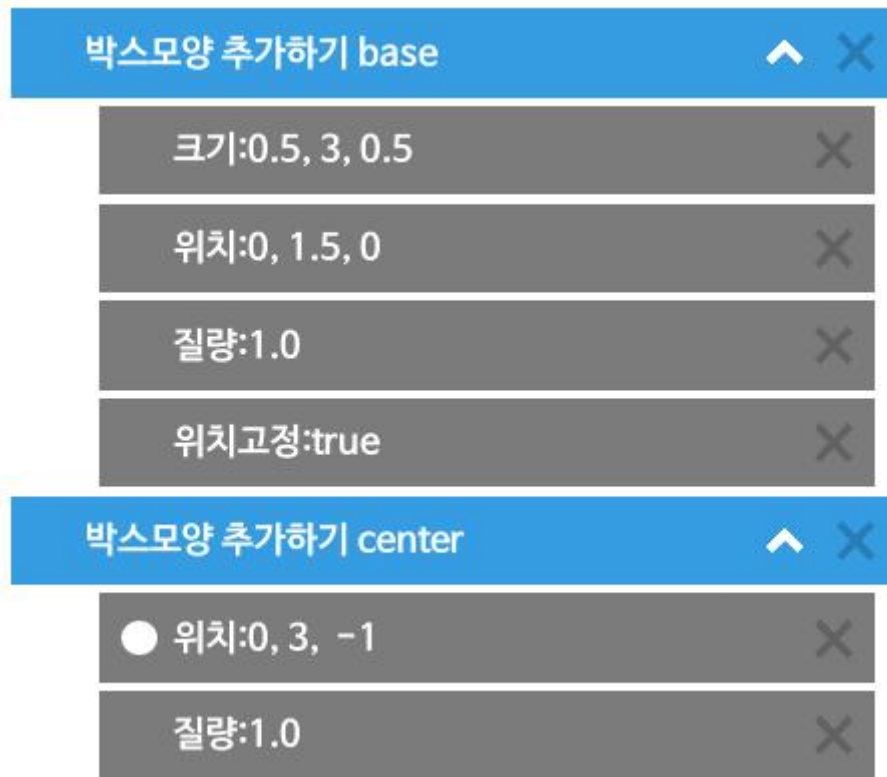 박스모양 추가하기 base
크기:0.5, 3, 0.5
위치:0, 1.5, 0
질량:1.0
위치고정:true
박스모양 추가하기 center
위치:0, 3, -1
질량:1.0